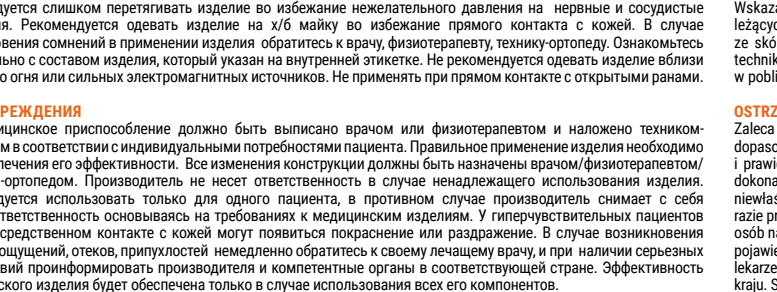 дуется слишком перетягивать изделие во избежание нежелательного давления на нервные и сосудистые
ия. Рекомендуется одевать изделие на х/б майку во избежание прямого контакта с кожей. В случае
овения сомнений в применении изделия обратитесь к врачу, физиотерапевту, технику-ортопеду. Ознакомьтесь
ьно с составом изделия, который указан на внутренней этикетке. Не рекомендуется одевать изделие вблизи
о огня или сильных электромагнитных источников. Не применять при прямом контакте с открытыми ранами.
РЕЖДЕНИЯ
ицинское приспособление должно быть выписано врачом или физиотерапевтом и наложено техником-
м в соответствии с индивидуальными потребностями пациента. Правильное применение изделия необходимо
печения его эффективности. Все изменения конструкции должны быть назначены врачом/физиотерапевтом/
-ортопедом. Производитель не несет ответственность в случае ненадлежащего использования изделия.
дуется использовать только для одного пациента, в противном случае производитель снимает с себя
тветственность основываясь на требованиях к медицинским изделиям. У гиперчувствительных пациентов
средственном контакте с кожей могут появиться покраснение или раздражение. В случае возникновения
ощущений, отеков, припухлостей немедленно обратитесь к своему лечащему врачу, и при наличии серьезных
вий проинформировать производителя и компетентные органы в соответствующей стране. Эффективность
ского изделия будет обеспечена только в случае использования всех его компонентов.
Wskaza
leżącyc
ze skó
technik
w pobli
OSTRZ
Zaleca
dopaso
i prawi
dokona
niewłas
razie pr
osób na
pojawie
lekarze
kraju. S